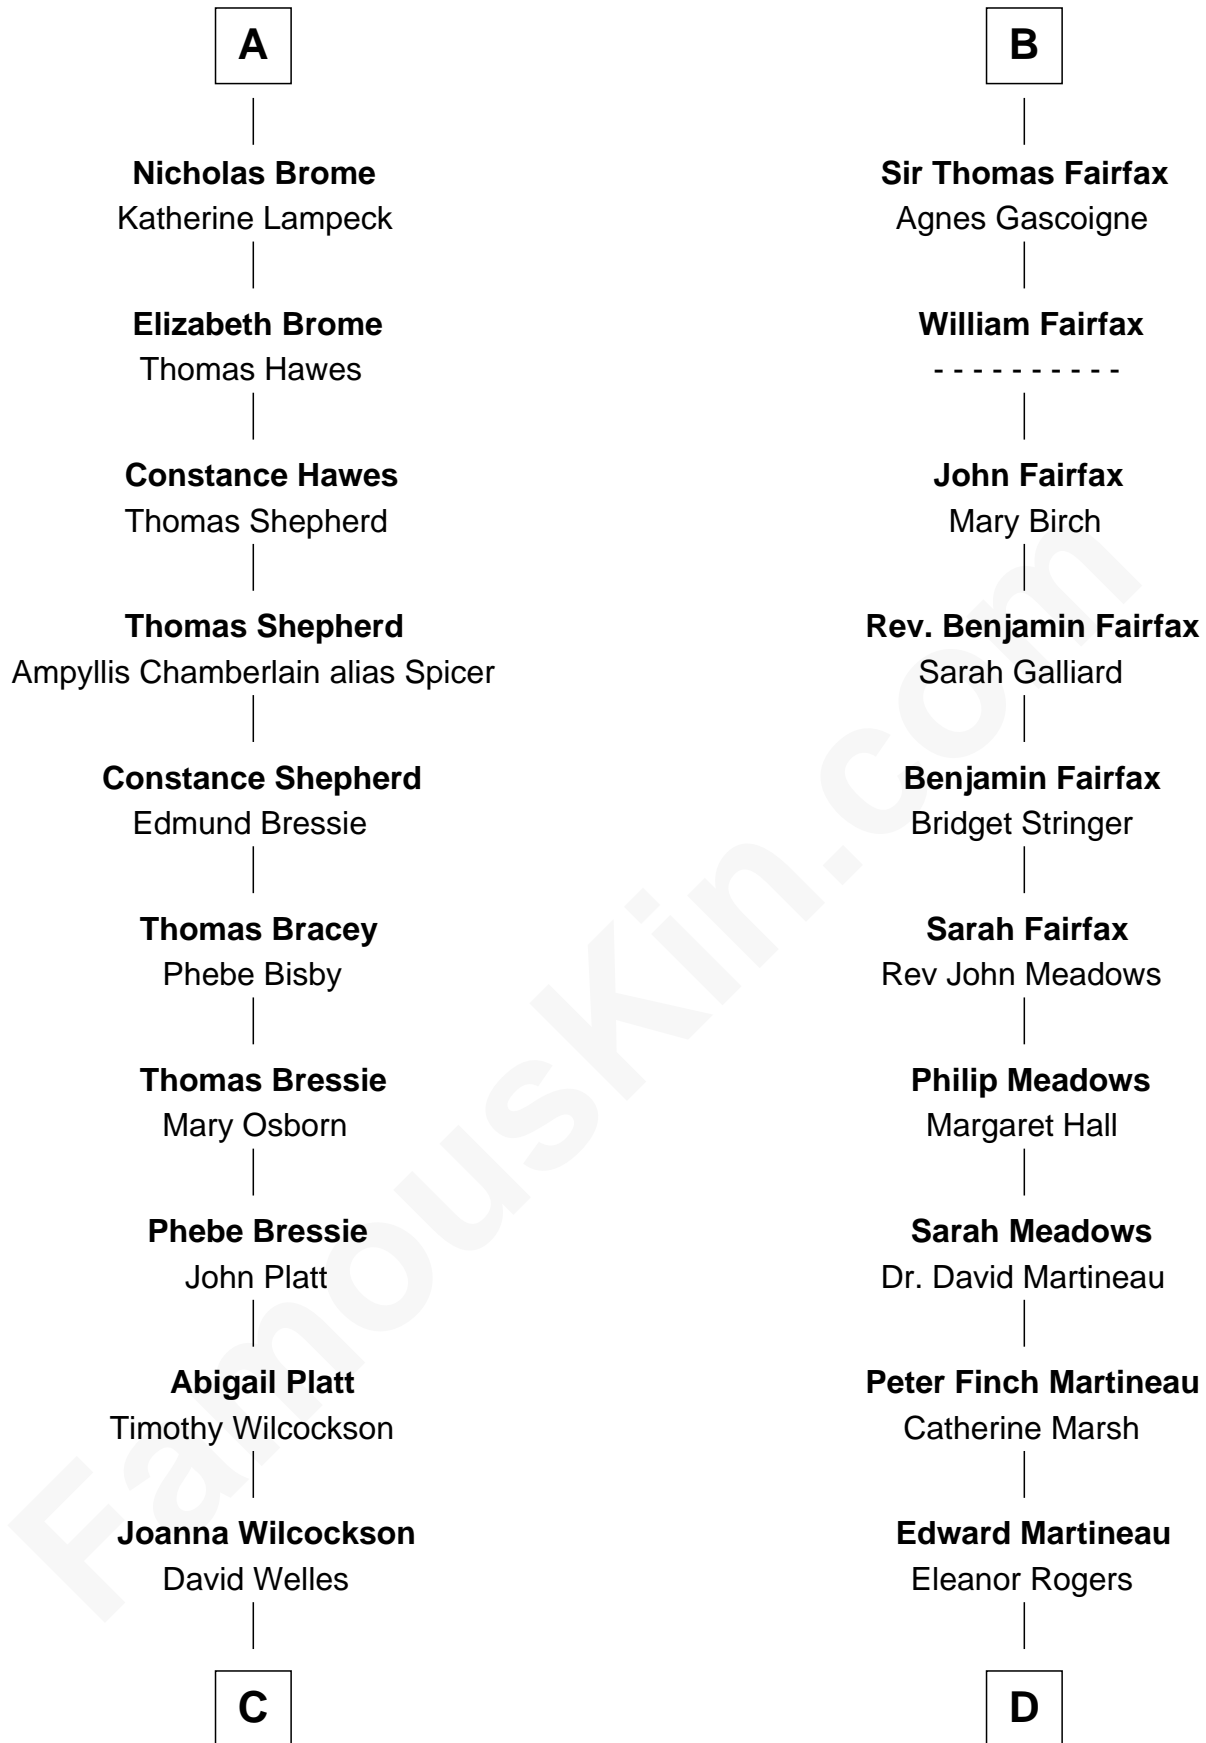 A
Nicholas Brome
Katherine Lampeck
Elizabeth Brome
Thomas Hawes
Constance Hawes
Thomas Shepherd
Thomas Shepherd
Ampyllis Chamberlain alias Spicer
Constance Shepherd
Edmund Bressie
Thomas Bracey
Phebe Bisby
Thomas Bressie
Mary Osborn
Phebe Bressie
John Platt
Abigail Platt
Timothy Wilcockson
Joanna Wilcockson
David Welles
C
B
Sir Thomas Fairfax
Agnes Gascoigne
William Fairfax
- - - - - - - - - -
John Fairfax
Mary Birch
Rev. Benjamin Fairfax
Sarah Galliard
Benjamin Fairfax
Bridget Stringer
Sarah Fairfax
Rev John Meadows
Philip Meadows
Margaret Hall
Sarah Meadows
Dr. David Martineau
Peter Finch Martineau
Catherine Marsh
Edward Martineau
Eleanor Rogers
D
FamousKin.com